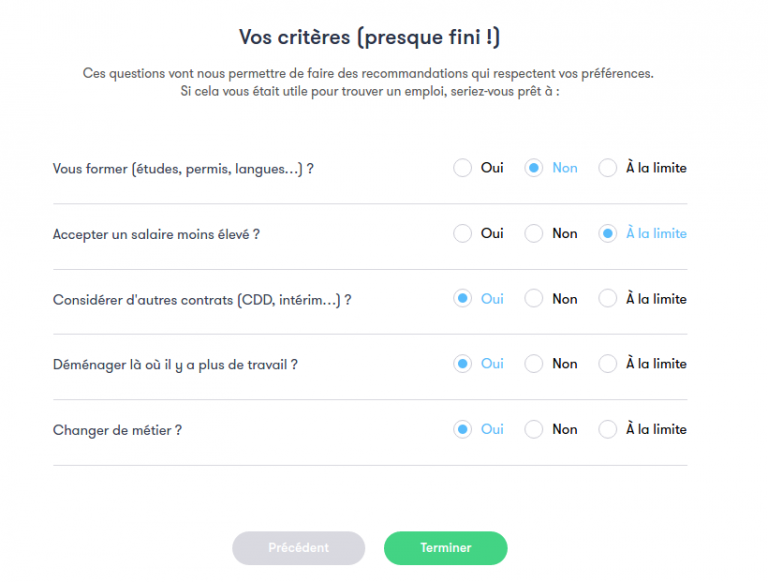 Vos critères (presque fini !)
Ces questions vont nous permettre de faire des recommandations qui respectent vos préférences.
Si cela vous était utile pour trouver un emploi, seriez-vous prêt à :
Vous former (études, permis, langues...) ? Oui Non À la limite
Accepter un salaire moins élevé ? Oui Non À la limite
Considérer d'autres contrats (CDD, intérim...) ? Oui Non À la limite
Déménager là où il y a plus de travail ? Oui Non À la limite
Changer de métier ? Oui Non À la limite
Précédent Terminer